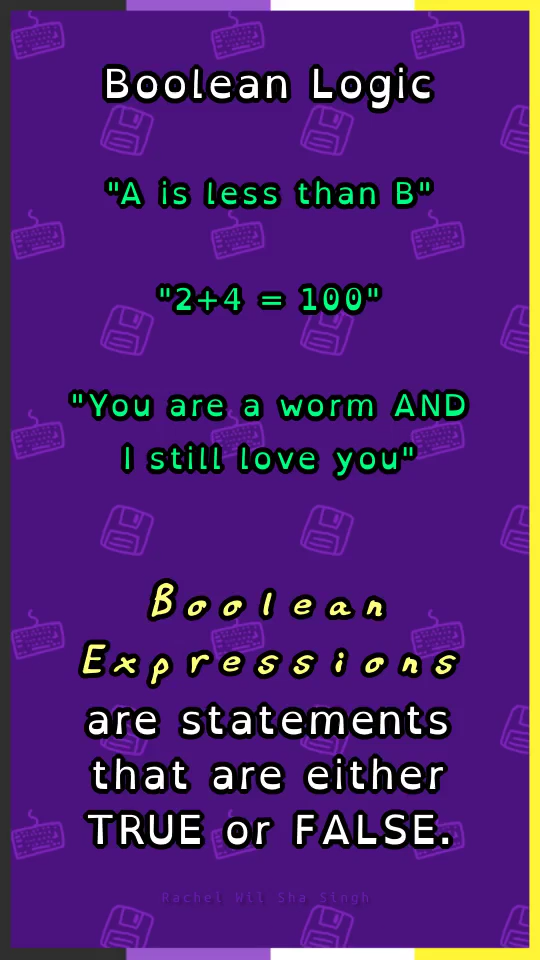 Boolean Logic
"A is less than B"
"2+4 = 100"
"You are a worm AND
I still love you"
Boolean
Expressions
are statements
that are either
TRUE or FALSE.
Rachel Wil Sha Singh